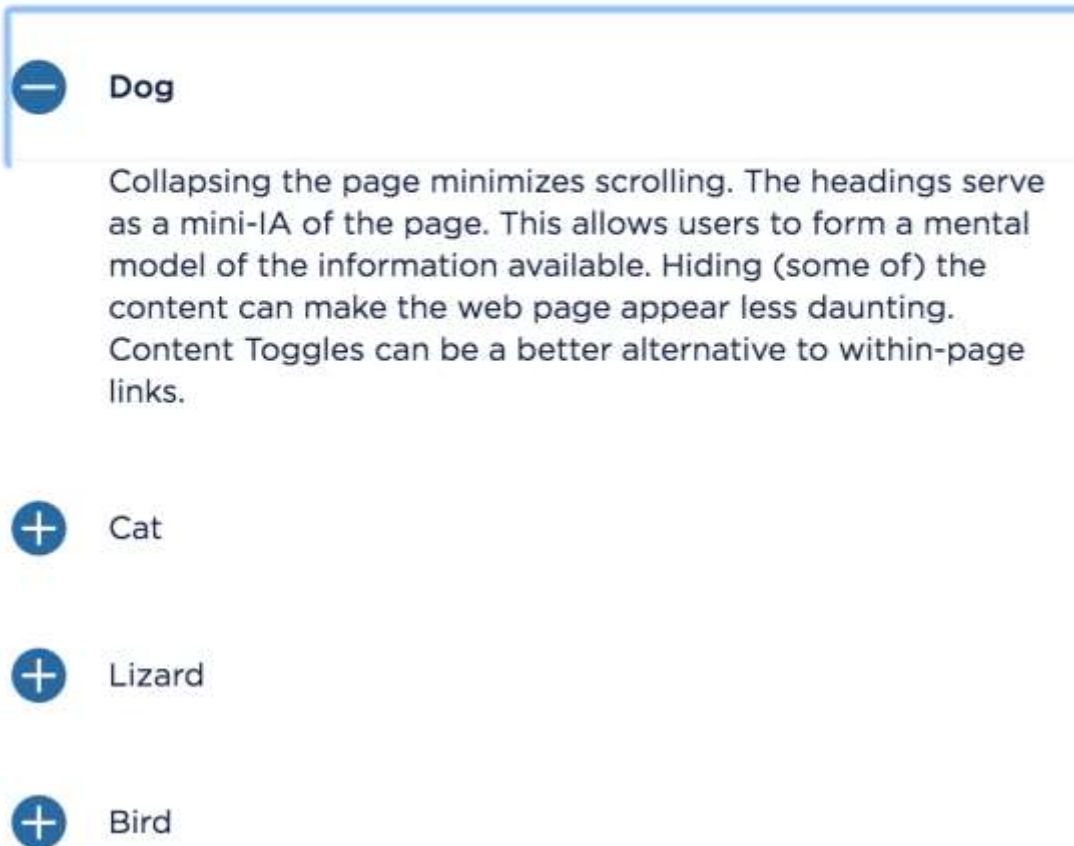 Dog
Collapsing the page minimizes scrolling. The headings serve
as a mini-IA of the page. This allows users to form a mental
model of the information available. Hiding (some of) the
content can make the web page appear less daunting.
Content Toggles can be a better alternative to within-page
links.
Cat
Lizard
Bird